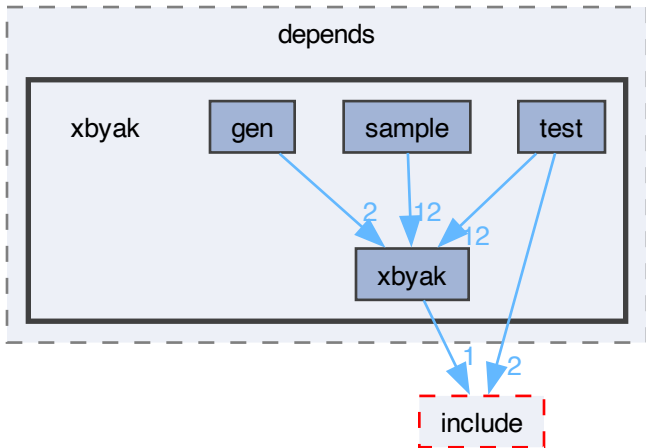 depends
xbyak
gen
sample
test
2
12
12
xbyak
1
2
include